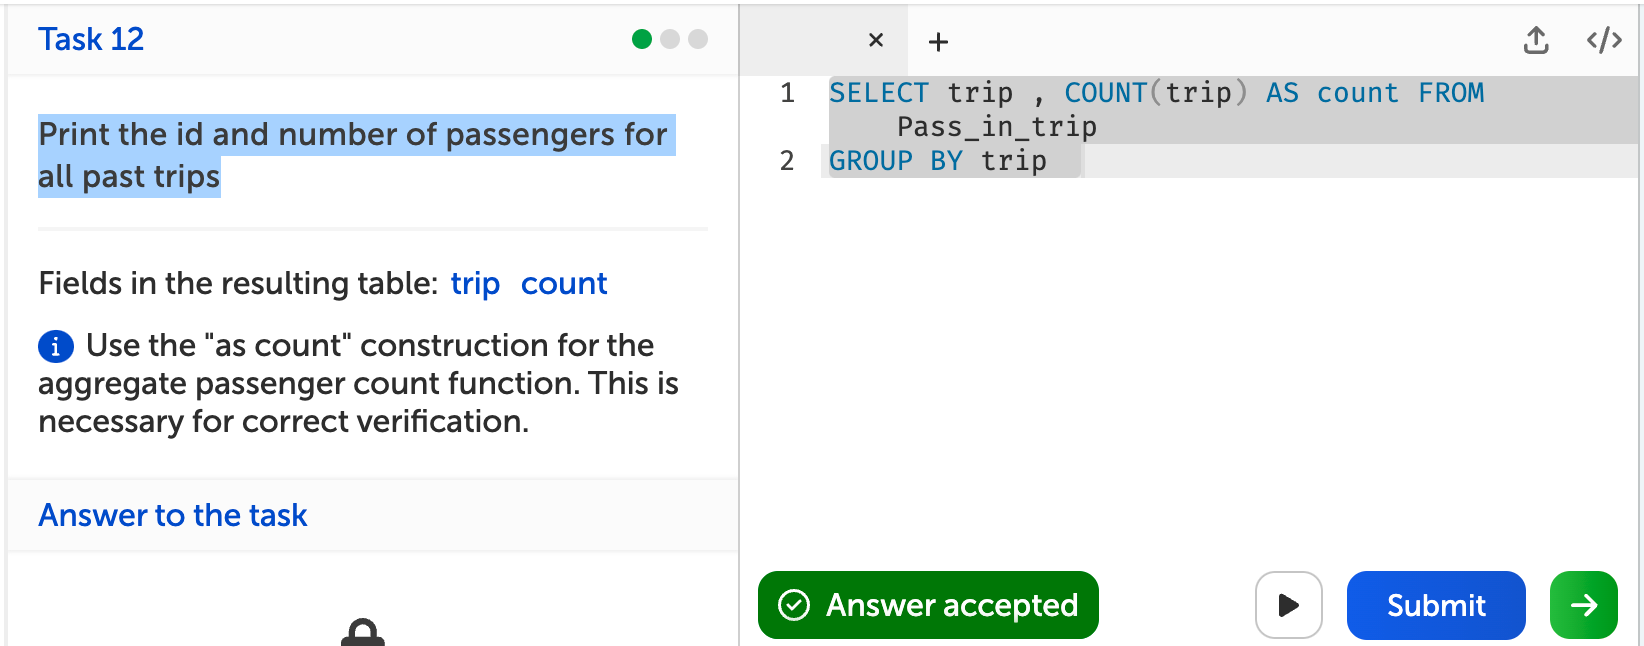 Task 12
Print the id and number of passengers for
all past trips
Fields in the resulting table: trip count
i Use the "as count" construction for the
aggregate passenger count function. This is
necessary for correct verification.
Answer to the task
1 SELECT trip , COUNT(trip) AS count FROM
Pass_in_trip
2 GROUP BY trip
Answer accepted
Submit